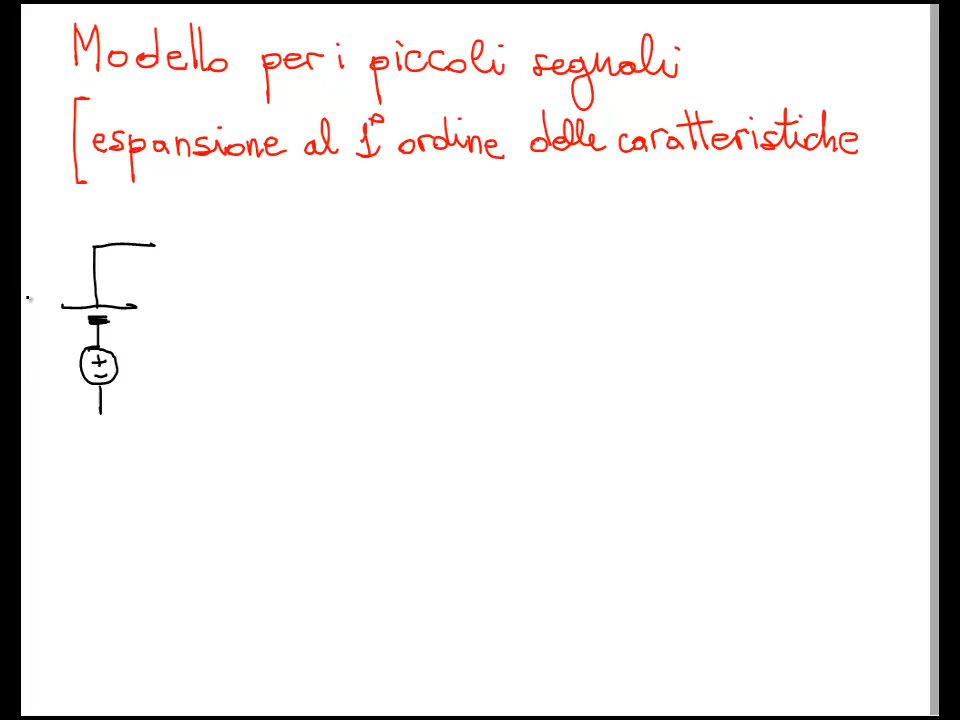 Modello per i piccoli segnali
[espansione al 1° ordine delle caratteristiche
+
−